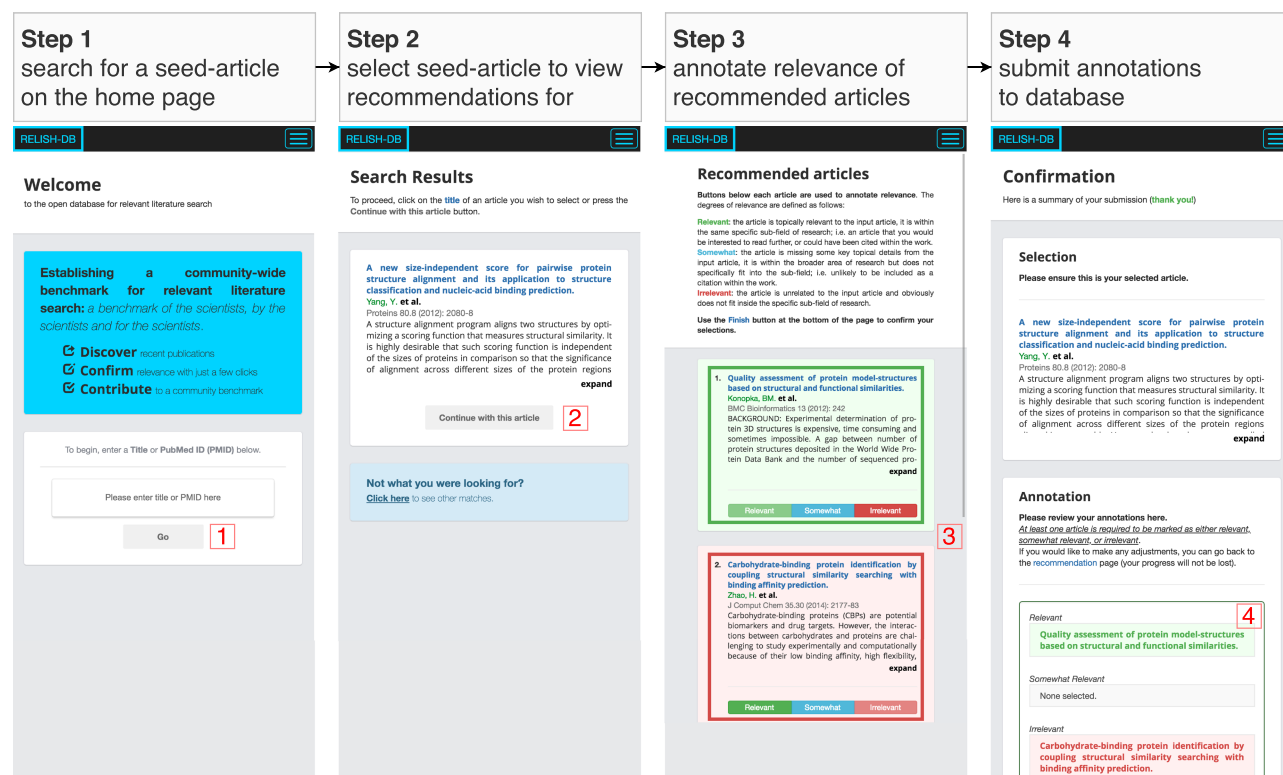 Step 1
search for a seed-article
on the home page
Step 2
select seed-article to view
recommendations for
Step 3
annotate relevance of
recommended articles
Step 4
submit annotations
to database
RELISH-DB
Welcome
to the open database for relevant literature search
Establishing a community-wide
benchmark for relevant literature
search: a benchmark of the scientists, by the
scientists and for the scientists.
Discover recent publications
Confirm relevance with just a few clicks
Contribute to a community benchmark
To begin, enter a Title or PubMed ID (PMID) below.
Please enter title or PMID here
Go
1
RELISH-DB
Search Results
To proceed, click on the title of an article you wish to select or press the
Continue with this article button.
A new size-independent score for pairwise protein
structure alignment and its application to structure
classification and nucleic-acid binding prediction.
Yang, Y. et al.
Proteins 80.8 (2012): 2080-8
A structure alignment program aligns two structures by opti-
mizing a scoring function that measures structural similarity. It
is highly desirable that such scoring function is independent
of the sizes of proteins in comparison so that the significance
of alignment across different sizes of the protein regions
expand
Continue with this article
2
Not what you were looking for?
Click here to see other matches.
RELISH-DB
Recommended articles
Buttons below each article are used to annotate relevance. The
degrees of relevance are defined as follows:
Relevant: the article is topically relevant to the input article, it is within
the same specific sub-field of research; i.e. an article that you would
be interested to read further, or could have been cited within the work.
Somewhat: the article is missing some key topical details from the
input article, it is within the broader area of research but does not
specifically fit into the sub-field; i.e. unlikely to be included as a
citation within the work.
Irrelevant: the article is unrelated to the input article and obviously
does not fit inside the specific sub-field of research.
Use the Finish button at the bottom of the page to confirm your
selections.
1. Quality assessment of protein model-structures
based on structural and functional similarities.
Konopka, BM. et al.
BMC Bioinformatics 13 (2012): 242
BACKGROUND: Experimental determination of pro-
tein 3D structures is expensive, time consuming and
sometimes impossible. A gap between number of
protein structures deposited in the World Wide Pro-
tein Data Bank and the number of sequenced pro-
expand
Relevant Somewhat Irrelevant
3
2. Carbohydrate-binding protein identification by
coupling structural similarity searching with
binding affinity prediction.
Zhao, H. et al.
J Comput Chem 35.30 (2014): 2177-83
Carbohydrate-binding proteins (CBPs) are potential
biomarkers and drug targets. However, the interac-
tions between carbohydrates and proteins are chal-
lenging to study experimentally and computationally
because of their low binding affinity, high flexibility,
expand
Relevant Somewhat Irrelevant
RELISH-DB
Confirmation
Here is a summary of your submission (thank you!)
Selection
Please ensure this is your selected article.
A new size-independent score for pairwise protein
structure alignment and its application to structure
classification and nucleic-acid binding prediction.
Yang, Y. et al.
Proteins 80.8 (2012): 2080-8
A structure alignment program aligns two structures by opti-
mizing a scoring function that measures structural similarity. It
is highly desirable that such scoring function is independent
of the sizes of proteins in comparison so that the significance
of alignment across different sizes of the protein regions
expand
Annotation
Please review your annotations here.
At least one article is required to be marked as either relevant,
somewhat relevant, or irrelevant.
If you would like to make any adjustments, you can go back to
the recommendation page (your progress will not be lost).
4
Relevant
Quality assessment of protein model-structures
based on structural and functional similarities.
Somewhat Relevant
None selected.
Irrelevant
Carbohydrate-binding protein identification by
coupling structural similarity searching with
binding affinity prediction.